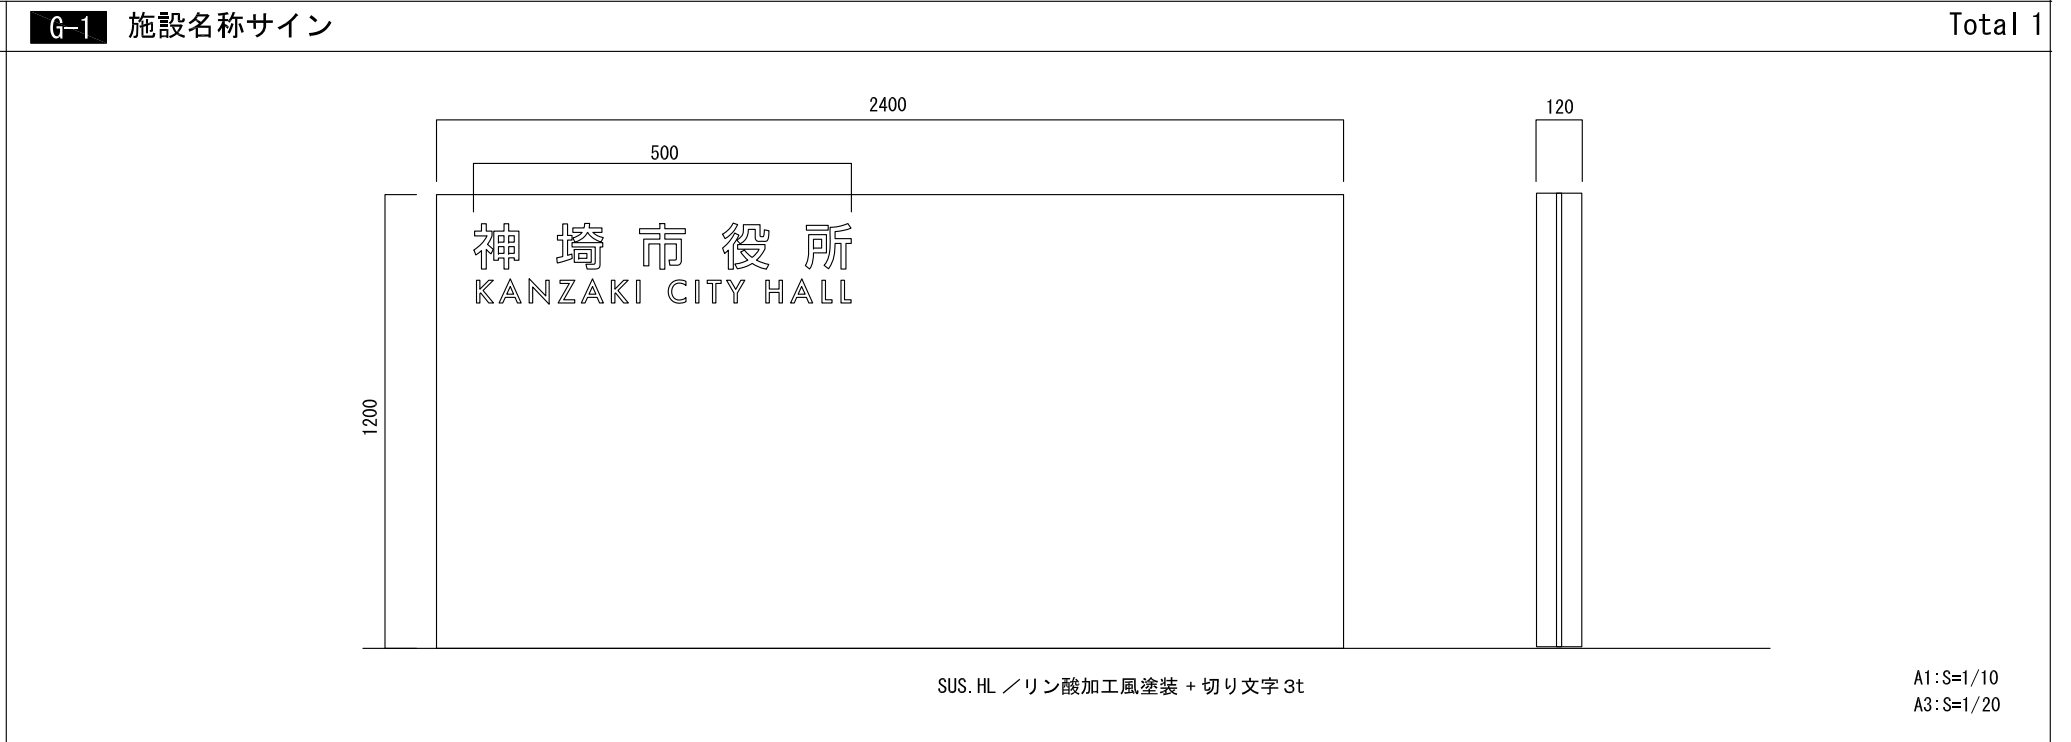 G-1 施設名称サイン Total 1
2400
120
500
神埼市役所
KANZAKI CITY HALL
1200
SUS.HL ／リン酸加工風塗装 + 切り文字 3t
A1:S=1/10
A3:S=1/20